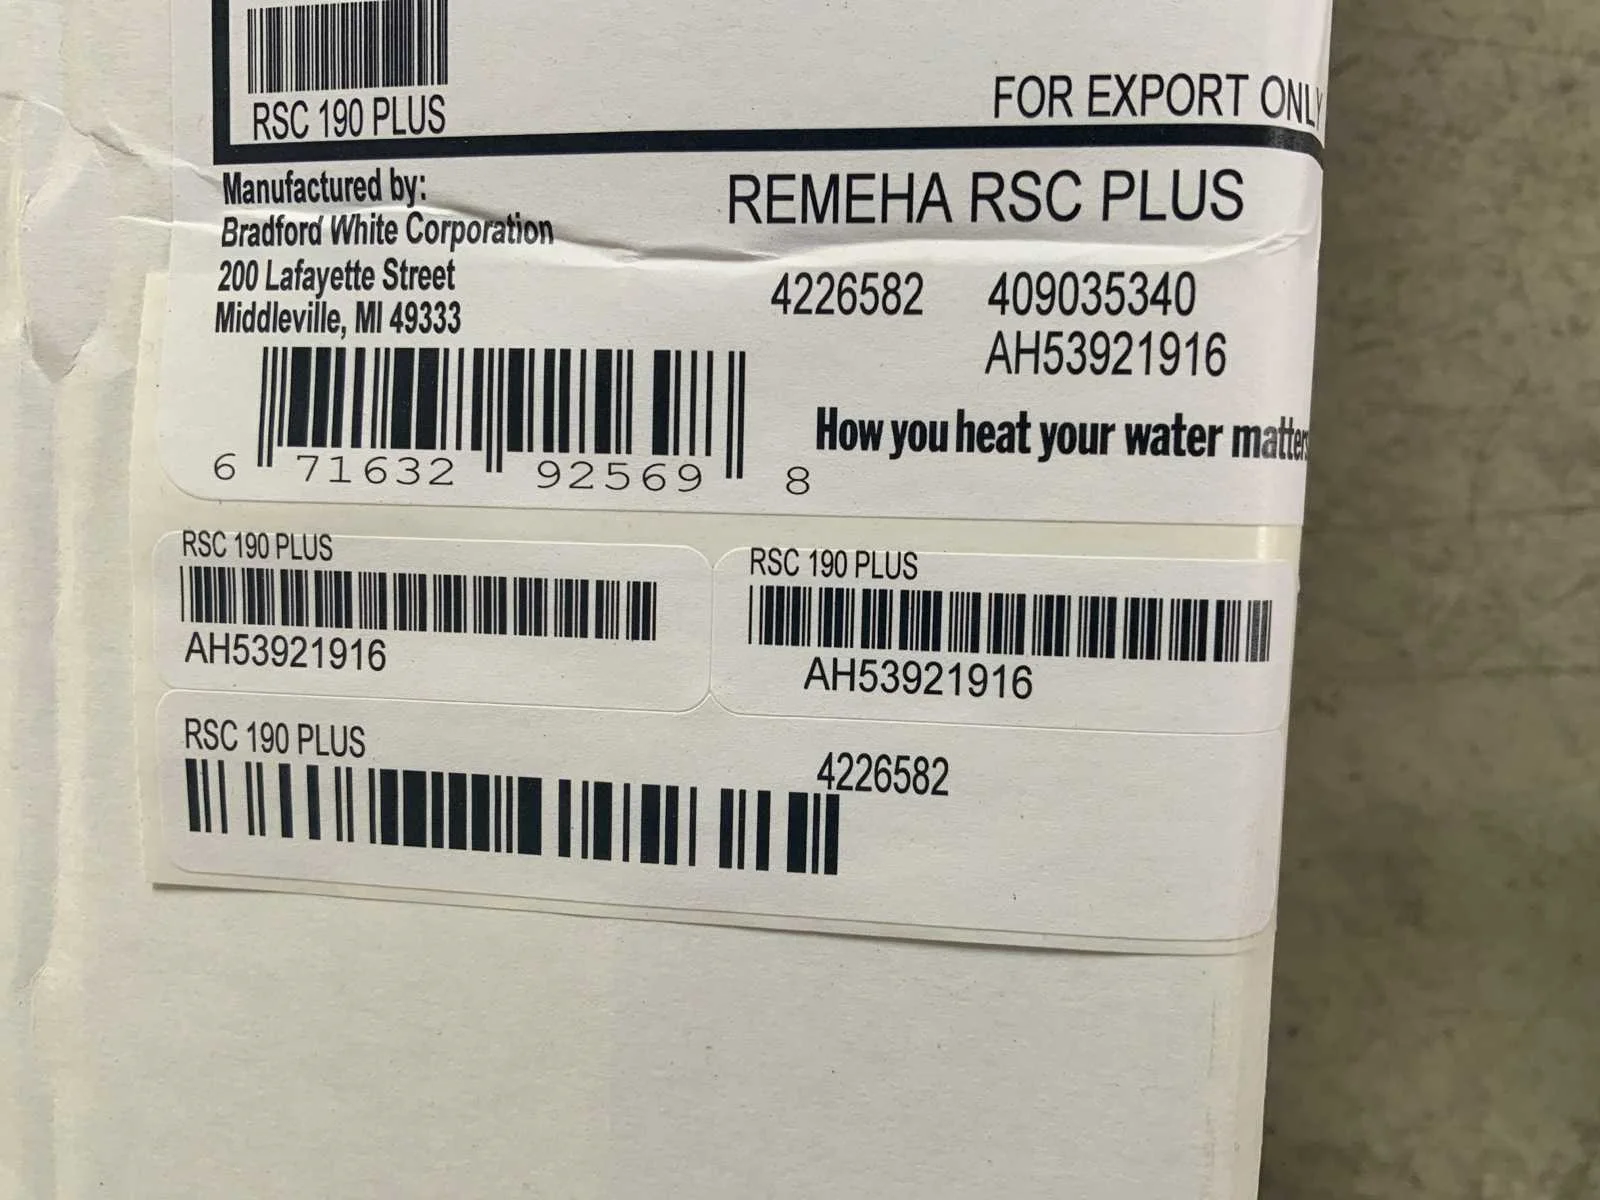 RSC 190 PLUS
FOR EXPORT ONLY
Manufactured by:
Bradford White Corporation
200 Lafayette Street
Middleville, MI 49333
REMEHA RSC PLUS
4226582 409035340
AH53921916
How you heat your water matters
6 71632 92569 8
RSC 190 PLUS
AH53921916
RSC 190 PLUS
AH53921916
RSC 190 PLUS
4226582